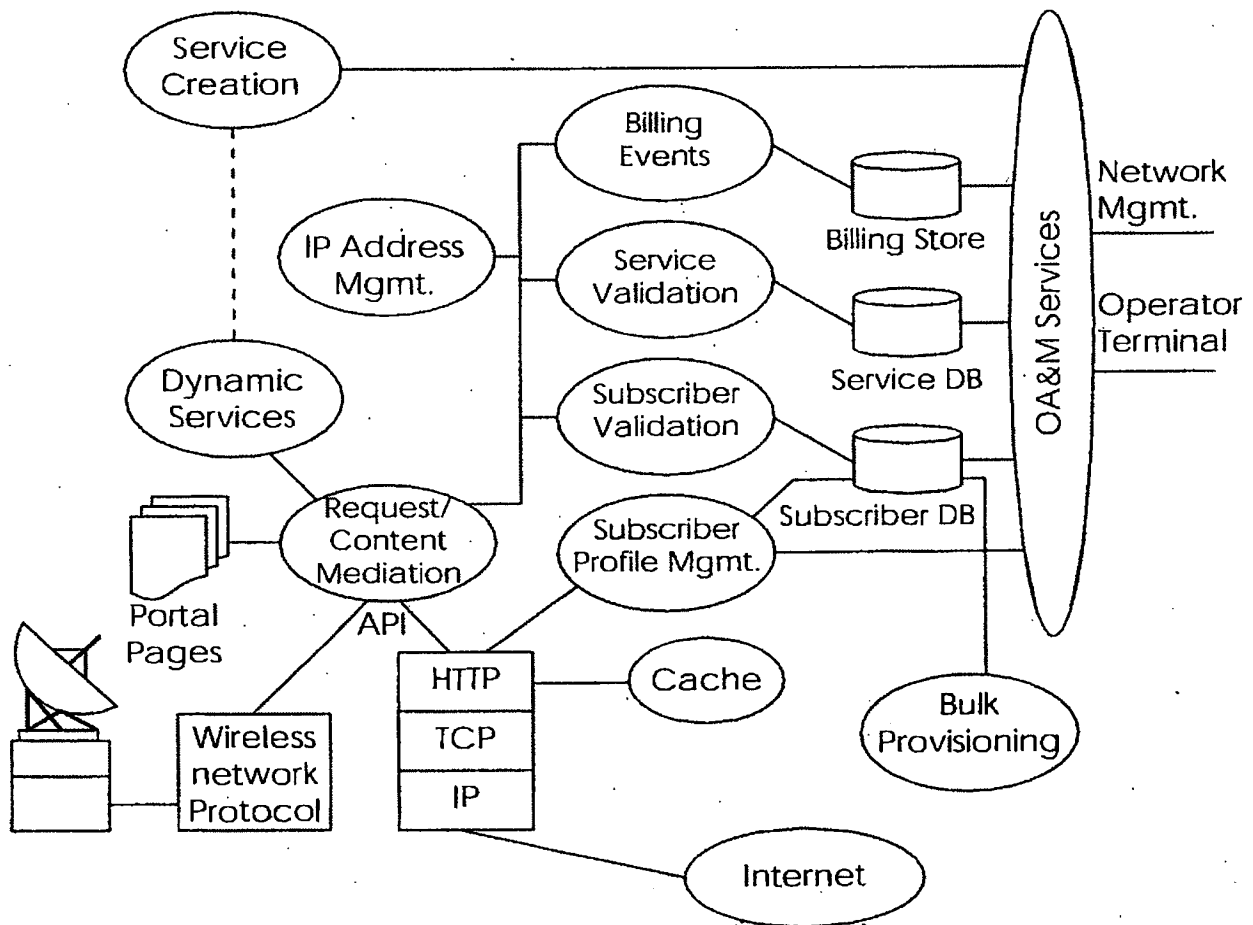 Service
Creation
Billing
Events
Network
Mgmt.
Billing Store
IP Address
Mgmt.
Service
Validation
Operator
Terminal
Service DB
OA&M Services
Dynamic
Services
Subscriber
Validation
Subscriber DB
Request/
Content
Mediation
Subscriber
Profile Mgmt.
Portal
Pages
API
HTTP
TCP
IP
Cache
Bulk
Provisioning
Wireless
network
Protocol
Internet